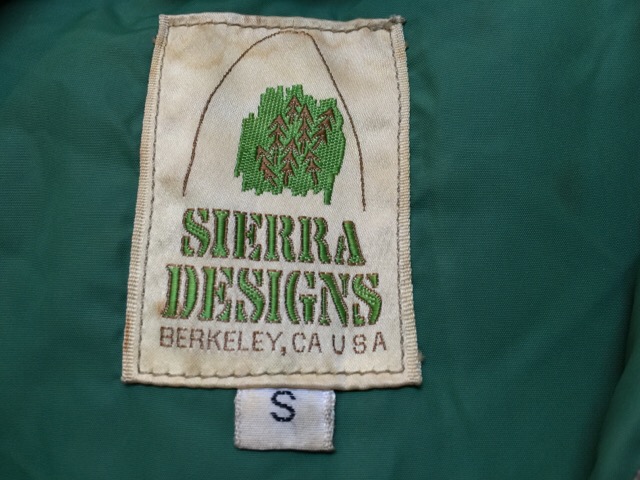 SIERRA
DESIGNS
BERKELEY, CA USA
S